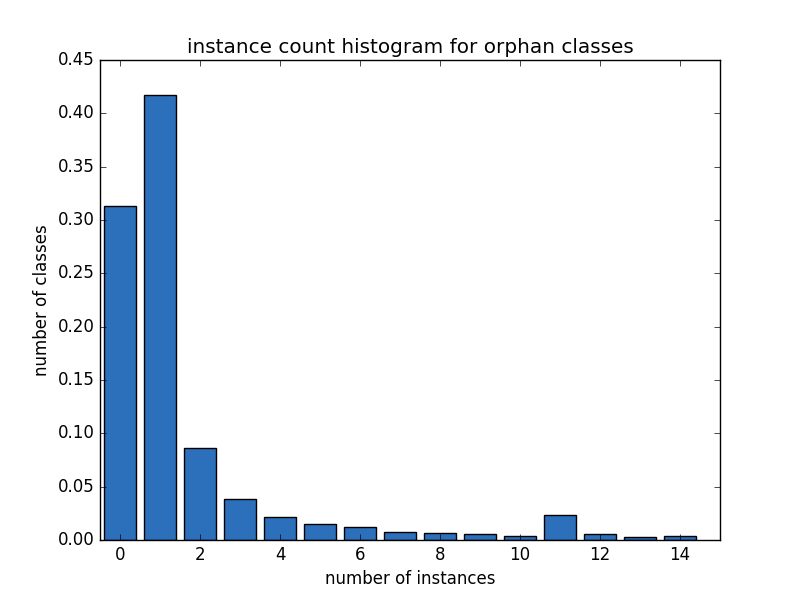 instance count histogram for orphan classes
0.45
0.40
0.35
0.30
0.25
0.20
0.15
0.10
0.05
0.00
number of classes
0 2 4 6 8 10 12 14
number of instances